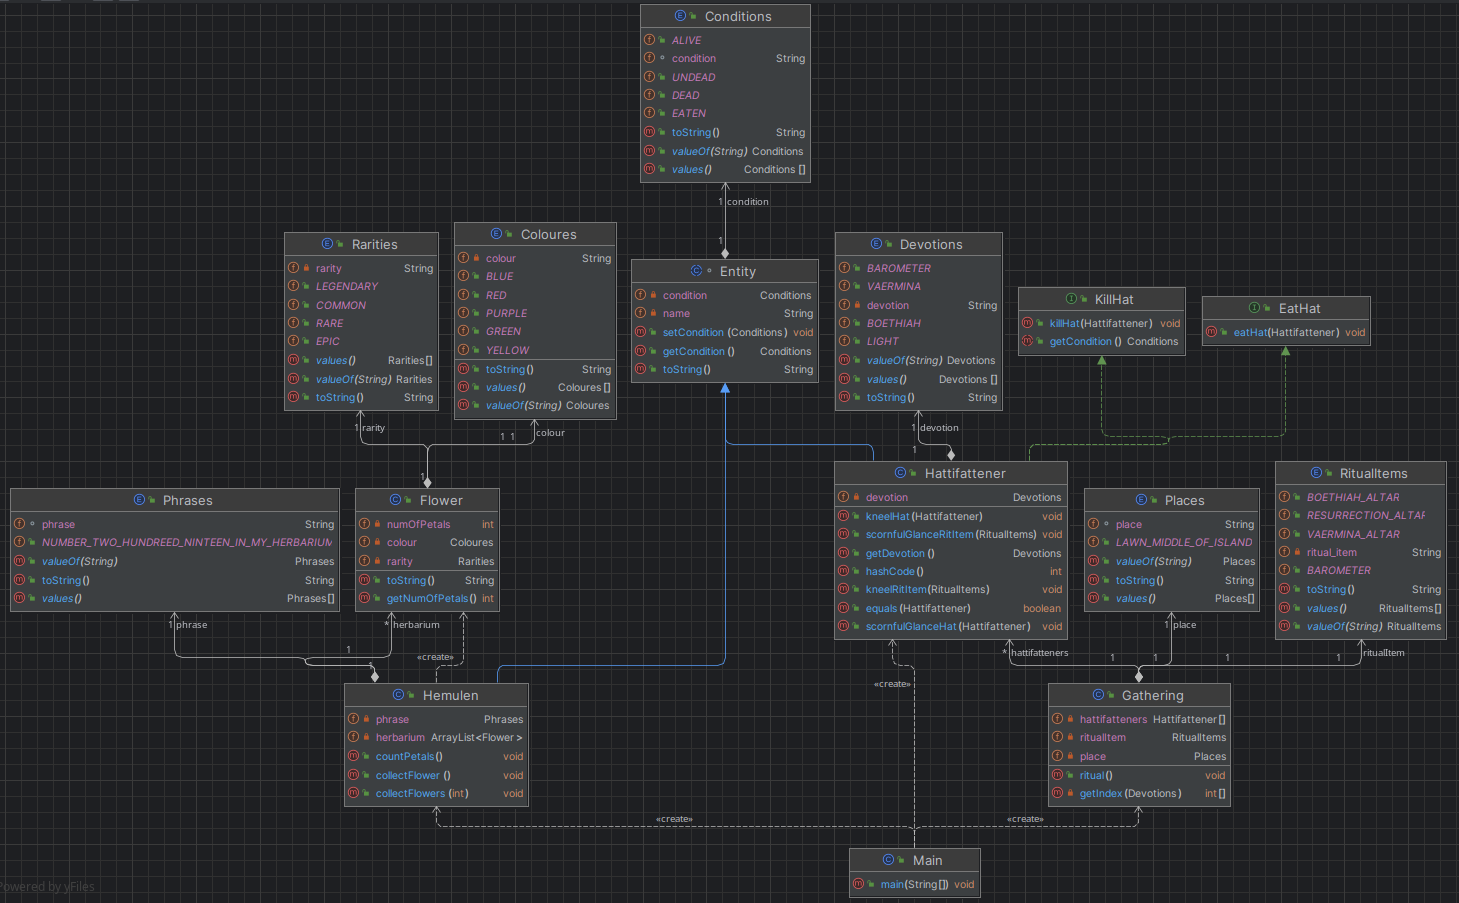 Conditions
ALIVE
condition String
UNDEAD
DEAD
EATEN
toString() String
valueOf(String) Conditions
values() Conditions []
1 condition
1
Rarities
rarity String
LEGENDARY
COMMON
RARE
EPIC
values() Rarities[]
valueOf(String) Rarities
toString() String
1 rarity
Coloures
colour String
BLUE
RED
PURPLE
GREEN
YELLOW
toString() String
values() Coloures []
valueOf(String) Coloures
1 1 colour
1
Entity
condition Conditions
name String
setCondition (Conditions) void
getCondition () Conditions
toString() String
Devotions
BAROMETER
VAERMINA
devotion String
BOETHIAH
LIGHT
valueOf(String) Devotions
values() Devotions []
toString() String
1 devotion
1
KillHat
killHat(Hattifattener) void
getCondition () Conditions
EatHat
eatHat(Hattifattener) void
Phrases
phrase String
NUMBER_TWO_HUNDREED_NINTEEN_IN_MY_HERBARIUM
valueOf(String) Phrases
toString() String
values() Phrases[]
1 phrase
Flower
numOfPetals int
colour Coloures
rarity Rarities
toString() String
getNumOfPetals() int
* herbarium
1
1
«create»
Hattifattener
devotion Devotions
kneelHat(Hattifattener) void
scornfulGlanceRitItem(RitualItems) void
getDevotion () Devotions
hashCode() int
kneelRitItem(RitualItems) void
equals (Hattifattener) boolean
scornfulGlanceHat(Hattifattener) void
Places
place String
LAWN_MIDDLE_OF_ISLAND
valueOf(String) Places
toString() String
values() Places[]
1 place
RitualItems
BOETHIAH_ALTAR
RESURRECTION_ALTAR
VAERMINA_ALTAR
ritual_item String
BAROMETER
toString() String
values() RitualItems[]
valueOf(String) RitualItems
* hattifatteners
1 1 1 1
ritualItem
«create»
Hemulen
phrase Phrases
herbarium ArrayList<Flower >
countPetals() void
collectFlower () void
collectFlowers (int) void
Gathering
hattifatteners Hattifattener[]
ritualItem RitualItems
place Places
ritual() void
getIndex(Devotions) int[]
«create»
«create»
Main
main(String[]) void
Powered by yFiles